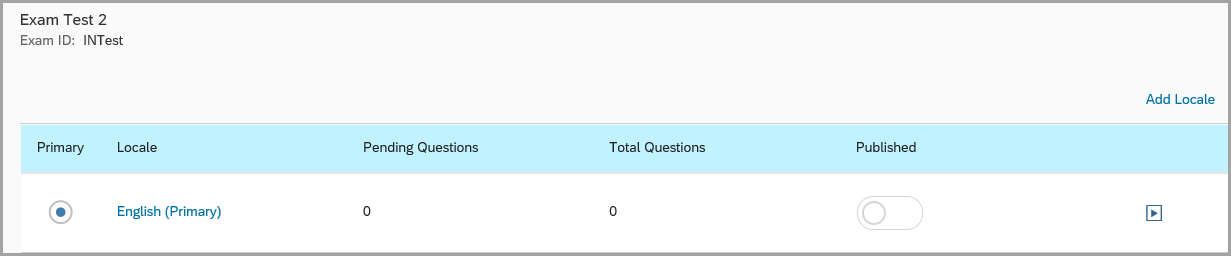 Exam Test 2
Exam ID: INTest
Add Locale
Primary Locale Pending Questions Total Questions Published
English (Primary) 0 0